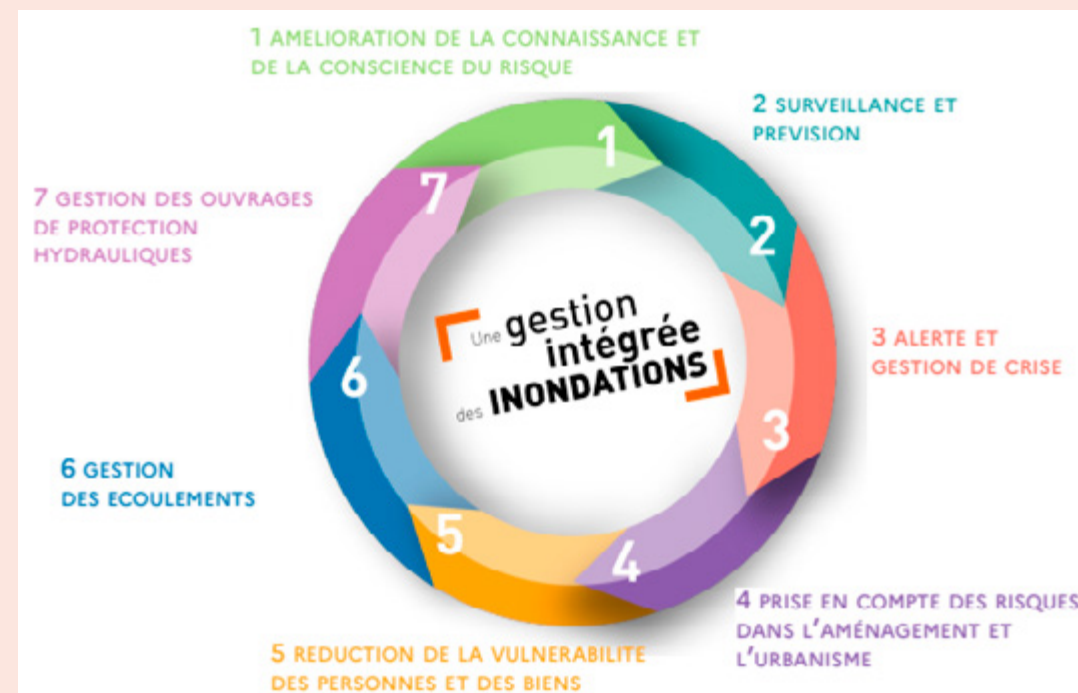 1 AMELIORATION DE LA CONNAISSANCE ET
DE LA CONSCIENCE DU RISQUE
2 SURVEILLANCE ET
PREVISION
3 ALERTE ET
GESTION DE CRISE
4 PRISE EN COMPTE DES RISQUES
DANS L'AMÉNAGEMENT ET
L'URBANISME
5 REDUCTION DE LA VULNERABILITE
DES PERSONNES ET DES BIENS
6 GESTION
DES ECOULEMENTS
7 GESTION DES OUVRAGES
DE PROTECTION
HYDRAULIQUES
1
2
3
4
5
6
7
Une gestion
intégrée
des INONDATIONS